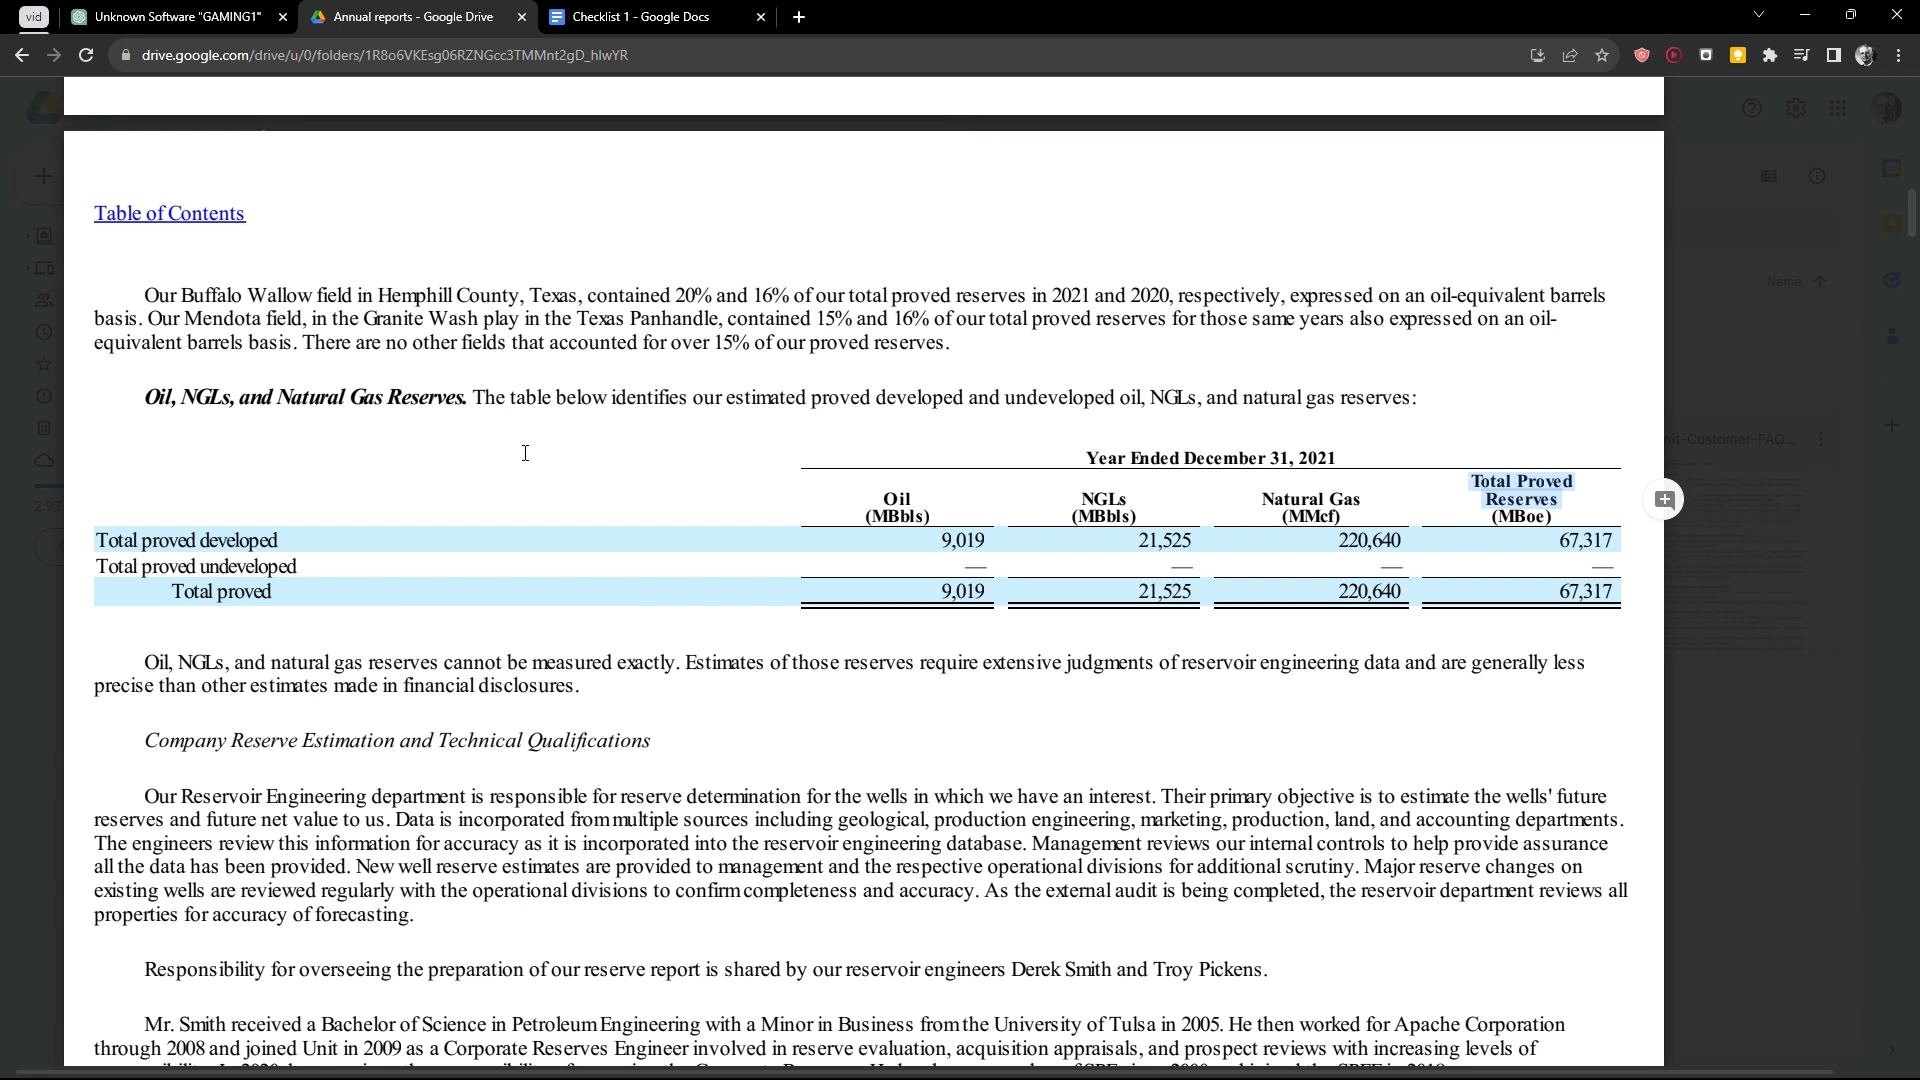 vid
Unknown Software "GAMING1"
Annual reports - Google Drive
Checklist 1 - Google Docs
drive.google.com/drive/u/0/folders/1R8o6VKEsg06RZNGcc3TMMnt2gD_hlwYR
Table of Contents
Name
Our Buffalo Wallow field in Hemphill County, Texas, contained 20% and 16% of our total proved reserves in 2021 and 2020, respectively, expressed on an oil-equivalent barrels
basis. Our Mendota field, in the Granite Wash play in the Texas Panhandle, contained 15% and 16% of our total proved reserves for those same years also expressed on an oil-
equivalent barrels basis. There are no other fields that accounted for over 15% of our proved reserves.
Oil, NGLs, and Natural Gas Reserves. The table below identifies our estimated proved developed and undeveloped oil, NGLs, and natural gas reserves:
nit-Customer-FAQ...
Year Ended December 31, 2021
Oil (MBbls) NGLs (MBbls) Natural Gas (MMcf) Total Proved Reserves (MBoe)
Total proved developed 9,019 21,525 220,640 67,317
Total proved undeveloped — — — —
Total proved 9,019 21,525 220,640 67,317
Oil, NGLs, and natural gas reserves cannot be measured exactly. Estimates of those reserves require extensive judgments of reservoir engineering data and are generally less
precise than other estimates made in financial disclosures.
Company Reserve Estimation and Technical Qualifications
Our Reservoir Engineering department is responsible for reserve determination for the wells in which we have an interest. Their primary objective is to estimate the wells' future
reserves and future net value to us. Data is incorporated from multiple sources including geological, production engineering, marketing, production, land, and accounting departments.
The engineers review this information for accuracy as it is incorporated into the reservoir engineering database. Management reviews our internal controls to help provide assurance
all the data has been provided. New well reserve estimates are provided to management and the respective operational divisions for additional scrutiny. Major reserve changes on
existing wells are reviewed regularly with the operational divisions to confirm completeness and accuracy. As the external audit is being completed, the reservoir department reviews all
properties for accuracy of forecasting.
Responsibility for overseeing the preparation of our reserve report is shared by our reservoir engineers Derek Smith and Troy Pickens.
Mr. Smith received a Bachelor of Science in Petroleum Engineering with a Minor in Business from the University of Tulsa in 2005. He then worked for Apache Corporation
through 2008 and joined Unit in 2009 as a Corporate Reserves Engineer involved in reserve evaluation, acquisition appraisals, and prospect reviews with increasing levels of